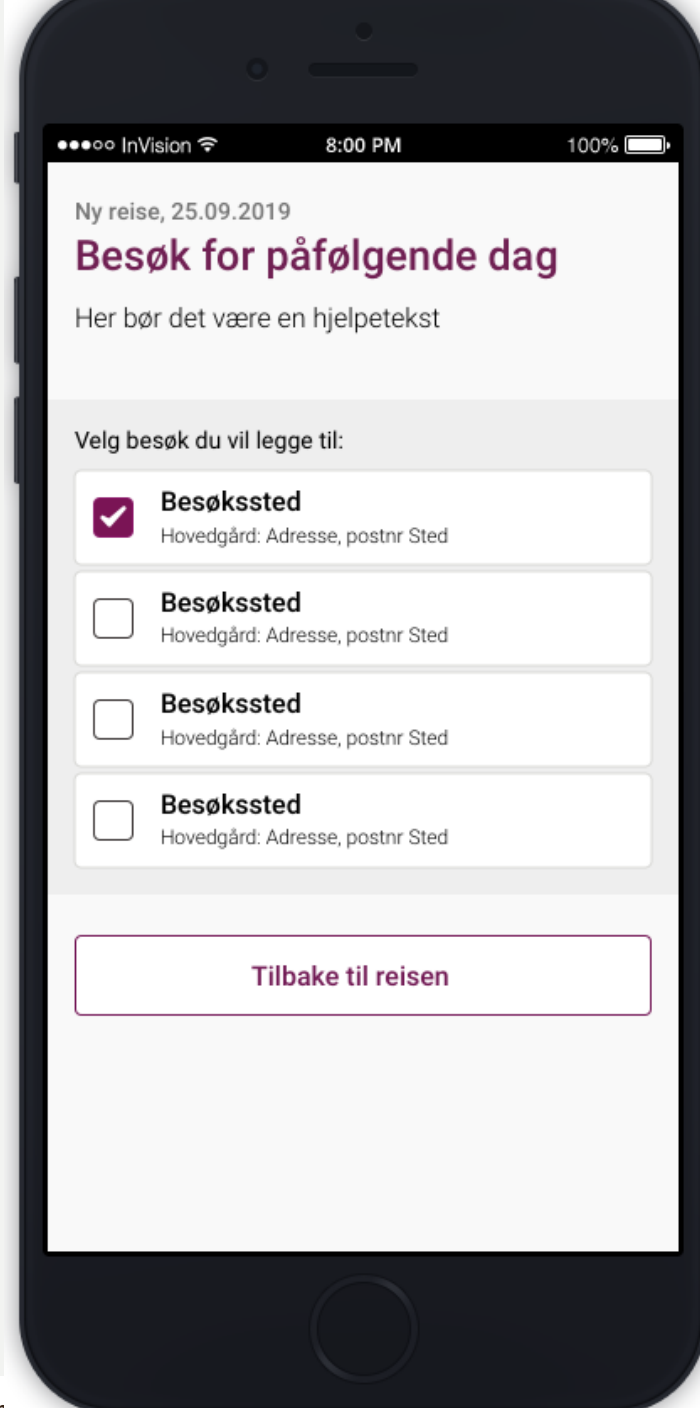 InVision 8:00 PM 100%
Ny reise, 25.09.2019
Besøk for påfølgende dag
Her bør det være en hjelpetekst
Velg besøk du vil legge til:
Besøkssted
Hovedgård: Adresse, postnr Sted
Besøkssted
Hovedgård: Adresse, postnr Sted
Besøkssted
Hovedgård: Adresse, postnr Sted
Besøkssted
Hovedgård: Adresse, postnr Sted
Tilbake til reisen